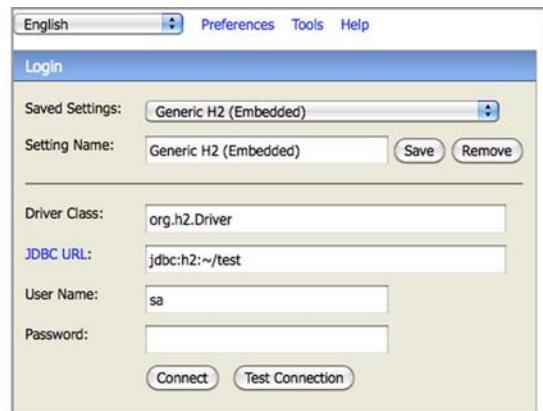 English Preferences Tools Help
Login
Saved Settings: Generic H2 (Embedded)
Setting Name: Generic H2 (Embedded) Save Remove
Driver Class: org.h2.Driver
JDBC URL: jdbc:h2:~/test
User Name: sa
Password:
Connect Test Connection